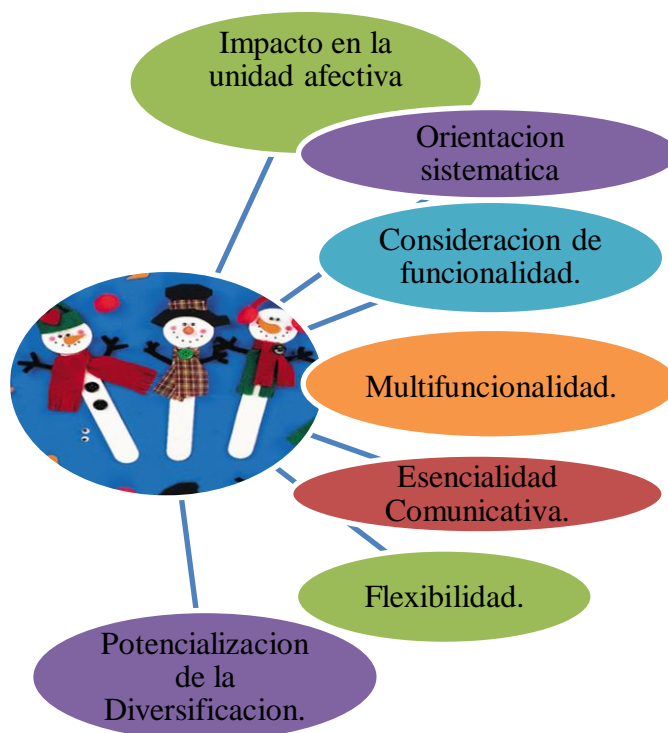 Impacto en la
unidad afectiva
Orientacion
sistematica
Consideracion de
funcionalidad.
Multifuncionalidad.
Esencialidad
Comunicativa.
Flexibilidad.
Potencializacion
de la
Diversificacion.